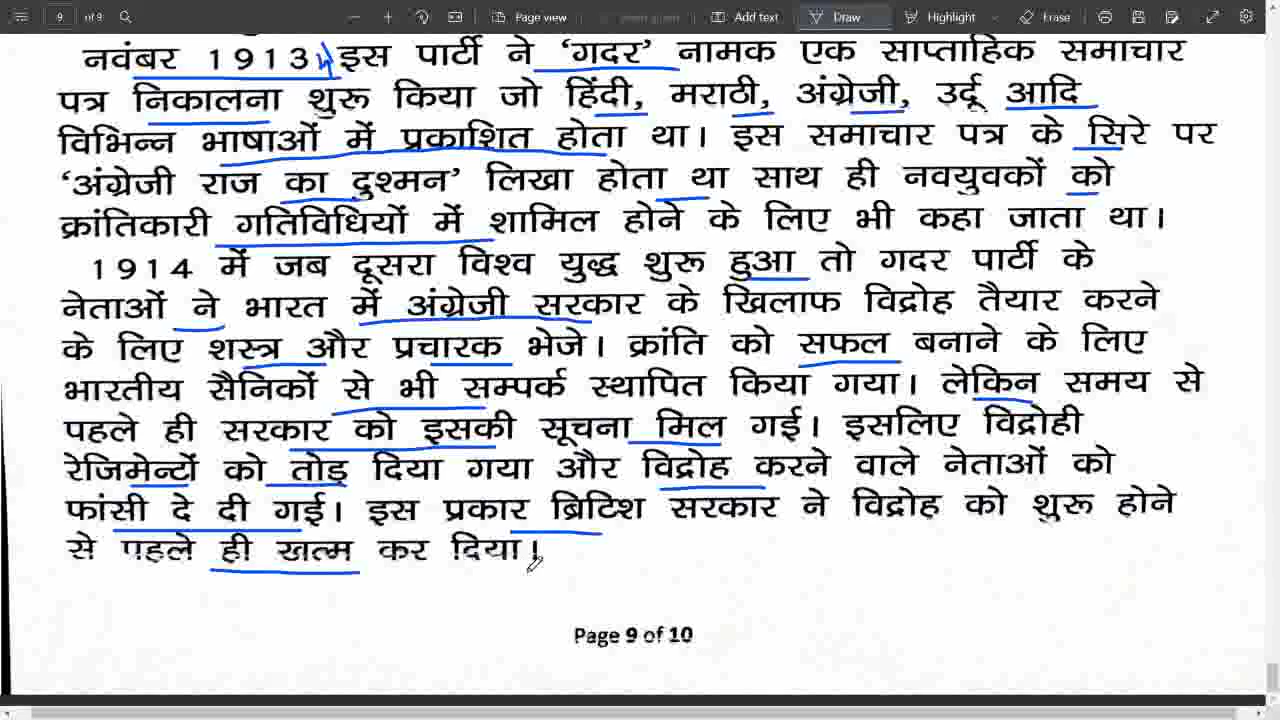 9 of 9 Page view Add text Draw Highlight Erase
नवंबर 1913 इस पार्टी ने ‘गदर’ नामक एक साप्ताहिक समाचार
पत्र निकालना शुरू किया जो हिंदी, मराठी, अंग्रेजी, उर्दू आदि
विभिन्न भाषाओं में प्रकाशित होता था। इस समाचार पत्र के सिरे पर
‘अंग्रेजी राज का दुश्मन’ लिखा होता था साथ ही नवयुवकों को
क्रांतिकारी गतिविधियों में शामिल होने के लिए भी कहा जाता था।
1914 में जब दूसरा विश्व युद्ध शुरू हुआ तो गदर पार्टी के
नेताओं ने भारत में अंग्रेजी सरकार के खिलाफ विद्रोह तैयार करने
के लिए शस्त्र और प्रचारक भेजे। क्रांति को सफल बनाने के लिए
भारतीय सैनिकों से भी सम्पर्क स्थापित किया गया। लेकिन समय से
पहले ही सरकार को इसकी सूचना मिल गई। इसलिए विद्रोही
रेजिमेन्टों को तोड़ दिया गया और विद्रोह करने वाले नेताओं को
फांसी दे दी गई। इस प्रकार ब्रिटिश सरकार ने विद्रोह को शुरू होने
से पहले ही खत्म कर दिया।
Page 9 of 10